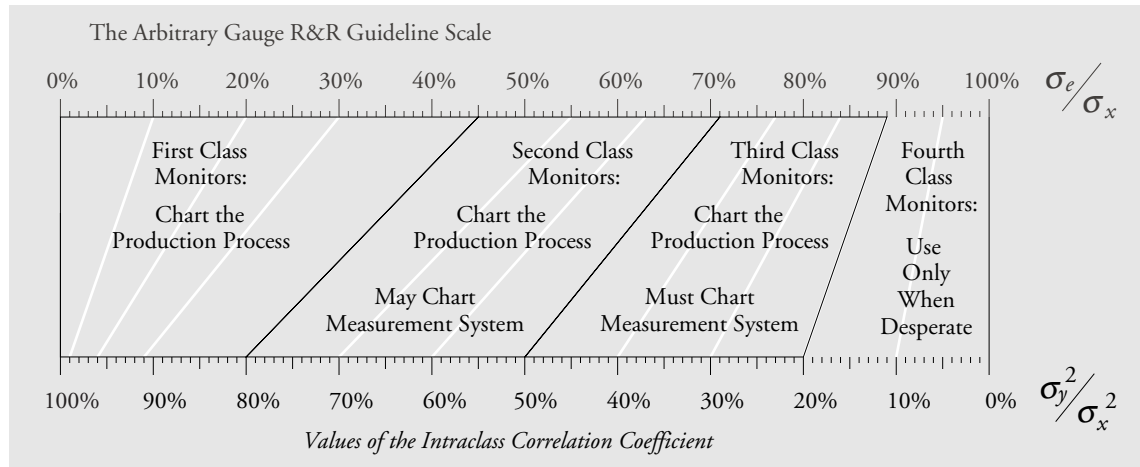 The Arbitrary Gauge R&R Guideline Scale
0% 10% 20% 30% 40% 50% 60% 70% 80% 90% 100% σe/σx
First Class
Monitors:
Chart the
Production Process
Second Class
Monitors:
Chart the
Production Process
May Chart
Measurement System
Third Class
Monitors:
Chart the
Production Process
Must Chart
Measurement System
Fourth
Class
Monitors:
Use
Only
When
Desperate
100% 90% 80% 70% 60% 50% 40% 30% 20% 10% 0% σy²/σx²
Values of the Intraclass Correlation Coefficient